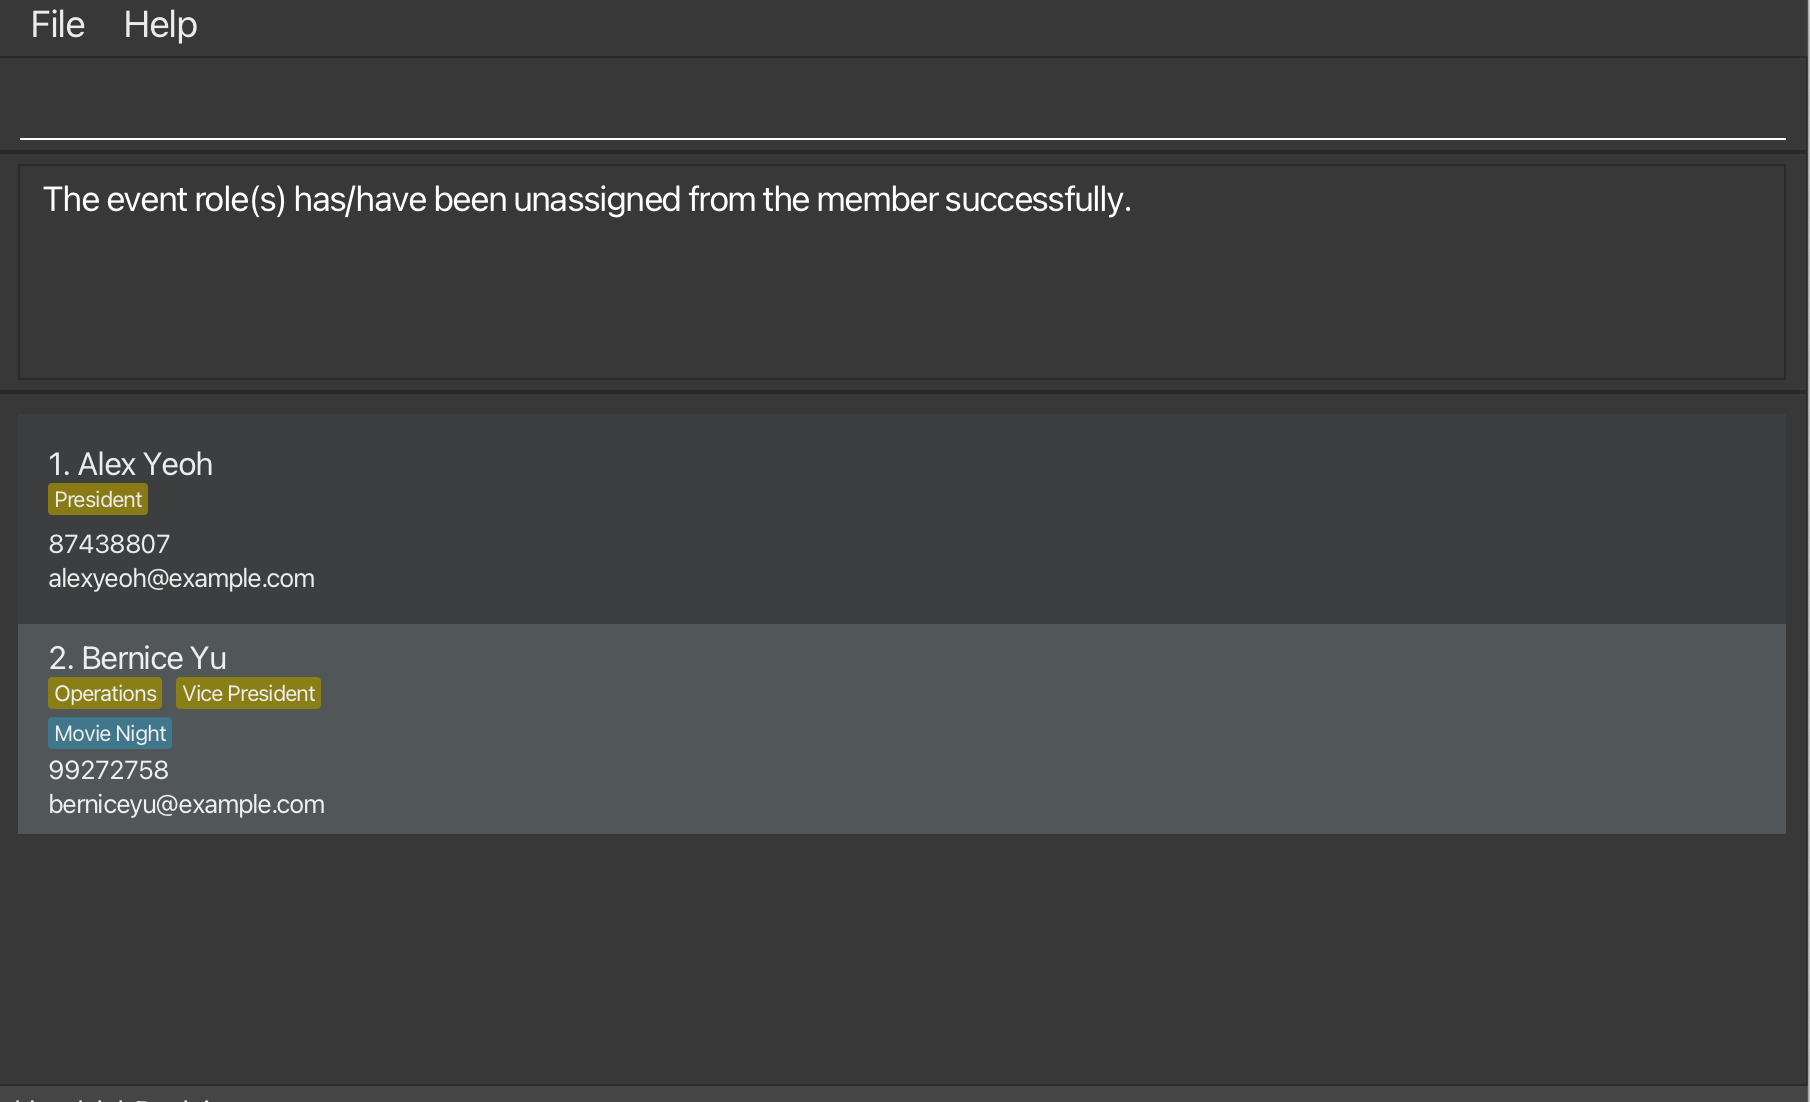 File Help
The event role(s) has/have been unassigned from the member successfully.
1. Alex Yeoh
President
87438807
alexyeoh@example.com
2. Bernice Yu
Operations Vice President
Movie Night
99272758
berniceyu@example.com